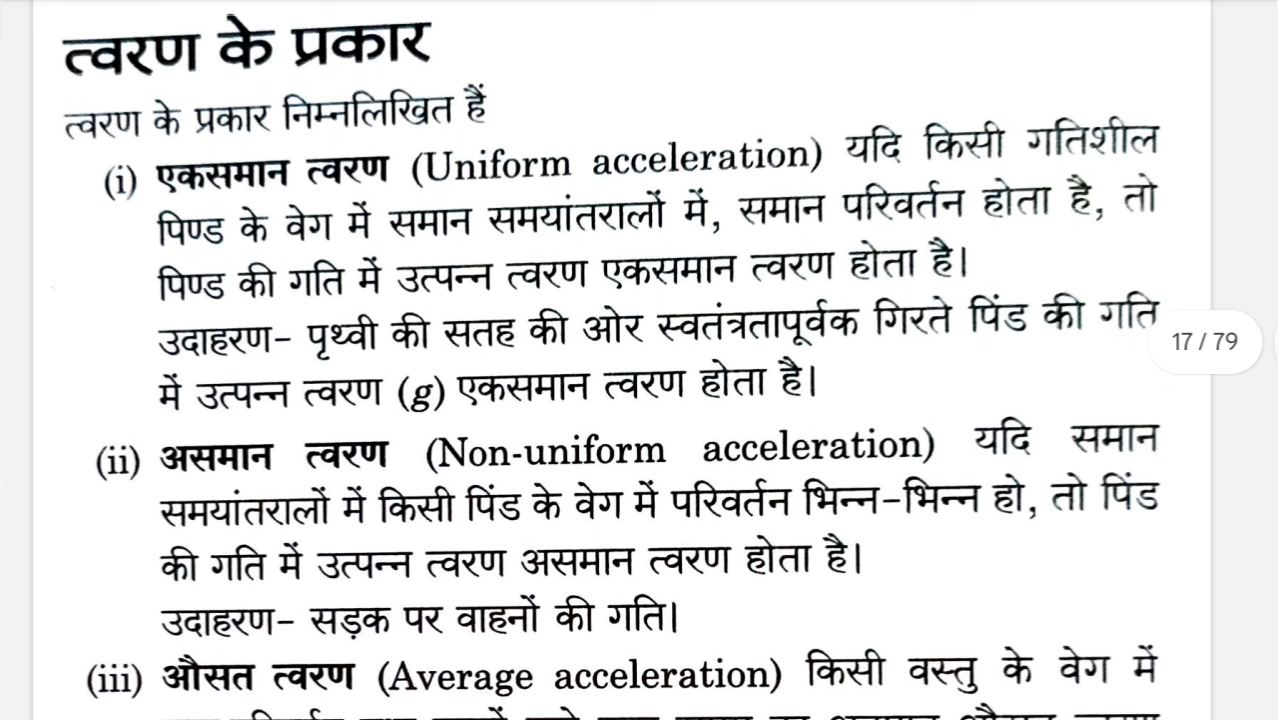 त्वरण के प्रकार
त्वरण के प्रकार निम्नलिखित हैं
(i) एकसमान त्वरण (Uniform acceleration) यदि किसी गतिशील
पिण्ड के वेग में समान समयांतरालों में, समान परिवर्तन होता है, तो
पिण्ड की गति में उत्पन्न त्वरण एकसमान त्वरण होता है।
उदाहरण- पृथ्वी की सतह की ओर स्वतंत्रतापूर्वक गिरते पिंड की गति
में उत्पन्न त्वरण (g) एकसमान त्वरण होता है।
17 / 79
(ii) असमान त्वरण (Non-uniform acceleration) यदि समान
समयांतरालों में किसी पिंड के वेग में परिवर्तन भिन्न-भिन्न हो, तो पिंड
की गति में उत्पन्न त्वरण असमान त्वरण होता है।
उदाहरण- सड़क पर वाहनों की गति।
(iii) औसत त्वरण (Average acceleration) किसी वस्तु के वेग में